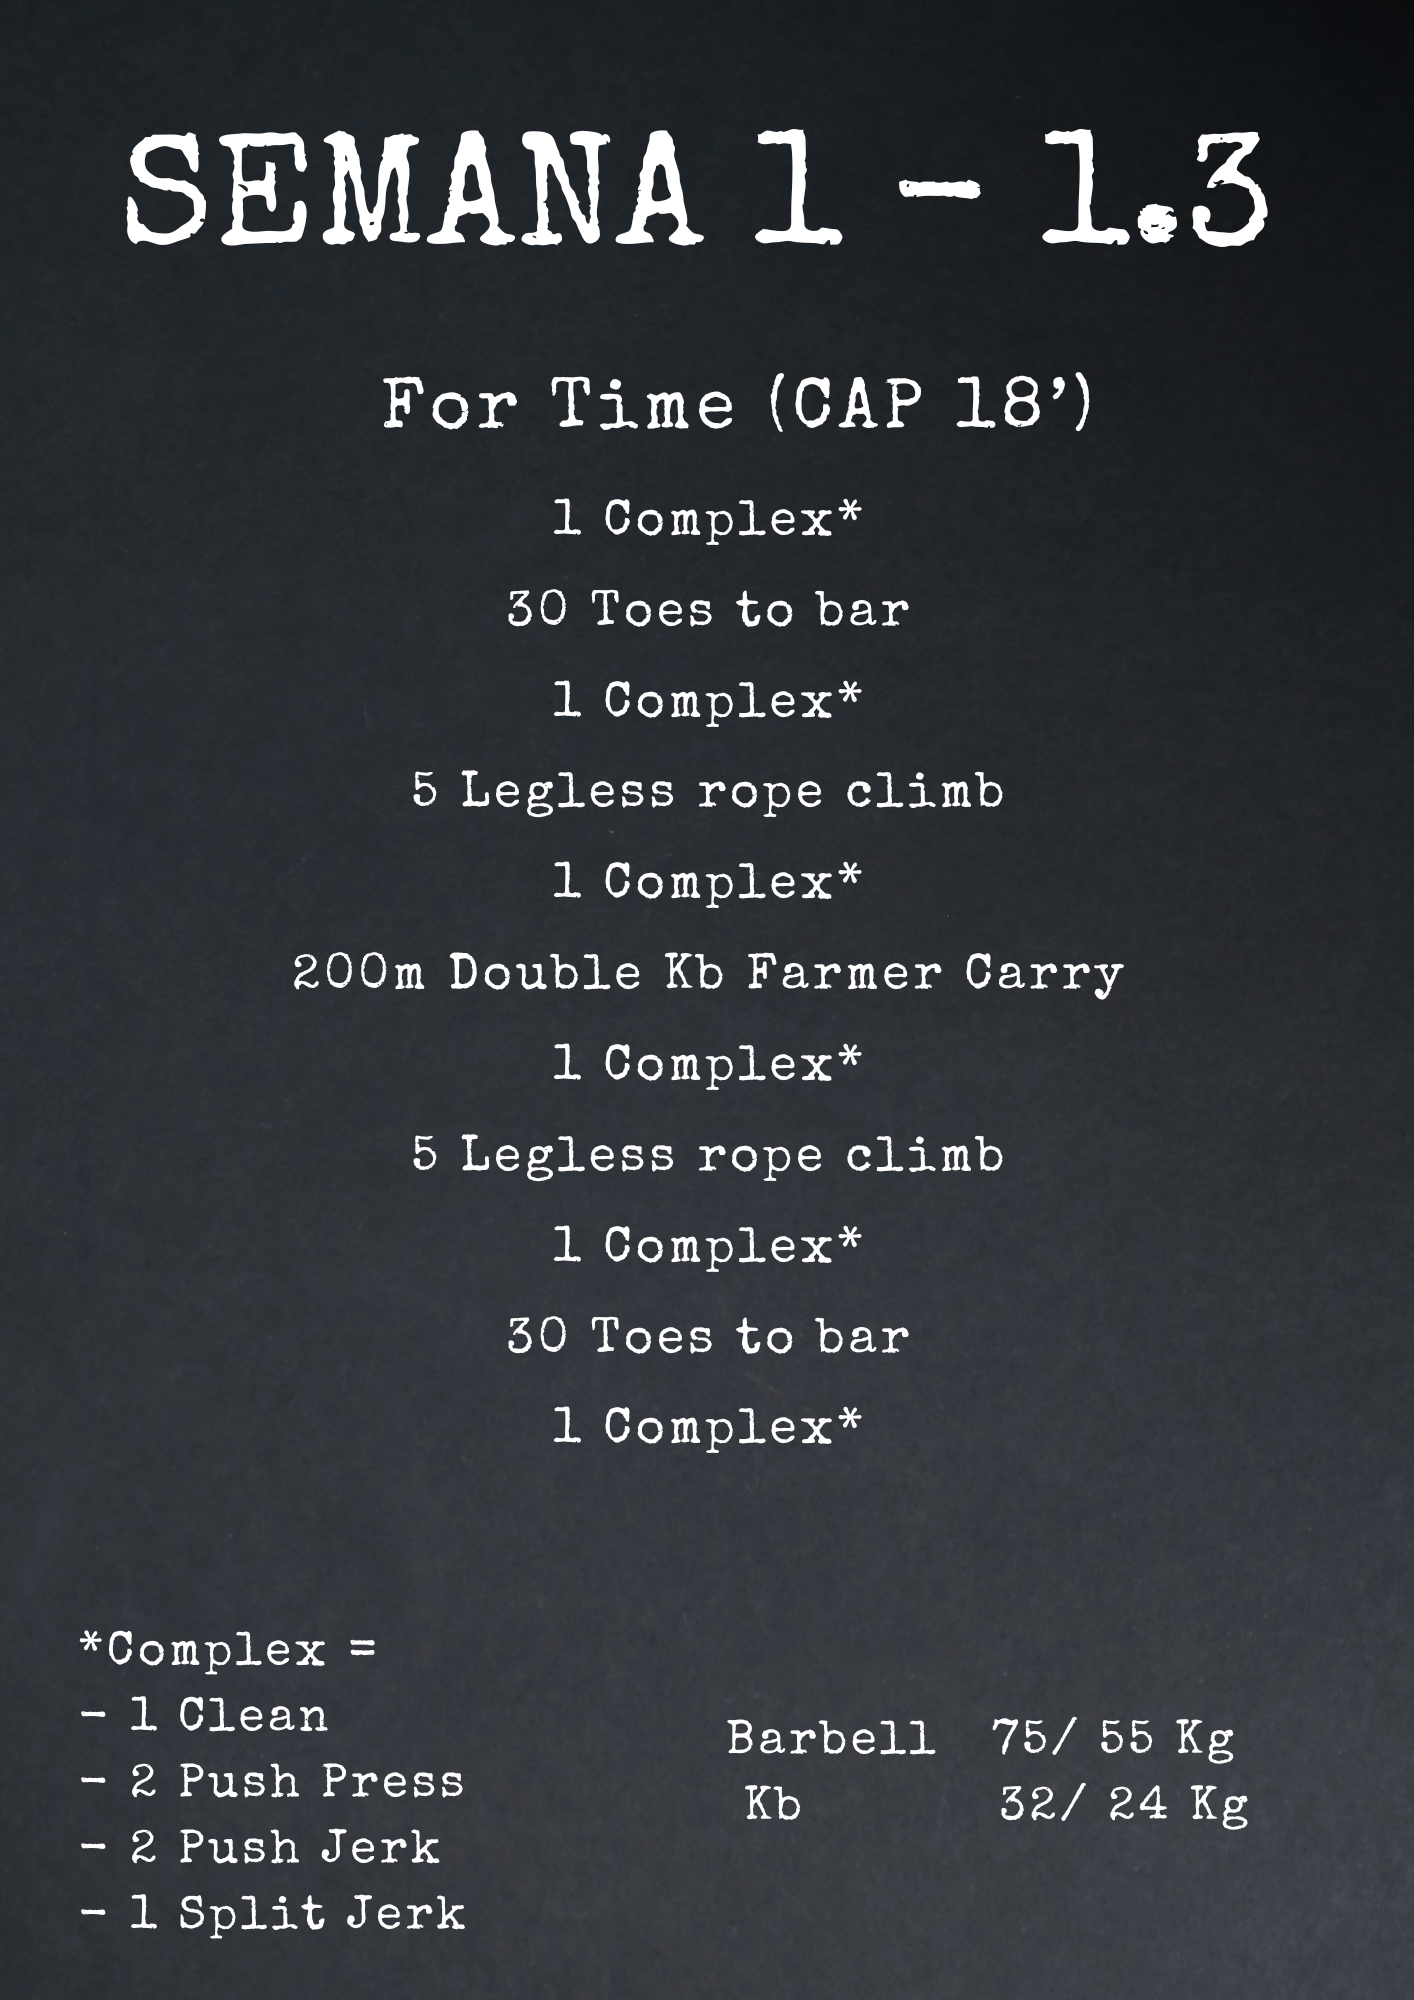 SEMANA 1 - 1.3
For Time (CAP 18’)
1 Complex*
30 Toes to bar
1 Complex*
5 Legless rope climb
1 Complex*
200m Double Kb Farmer Carry
1 Complex*
5 Legless rope climb
1 Complex*
30 Toes to bar
1 Complex*
*Complex =
- 1 Clean
- 2 Push Press
- 2 Push Jerk
- 1 Split Jerk
Barbell 75/ 55 Kg
Kb 32/ 24 Kg